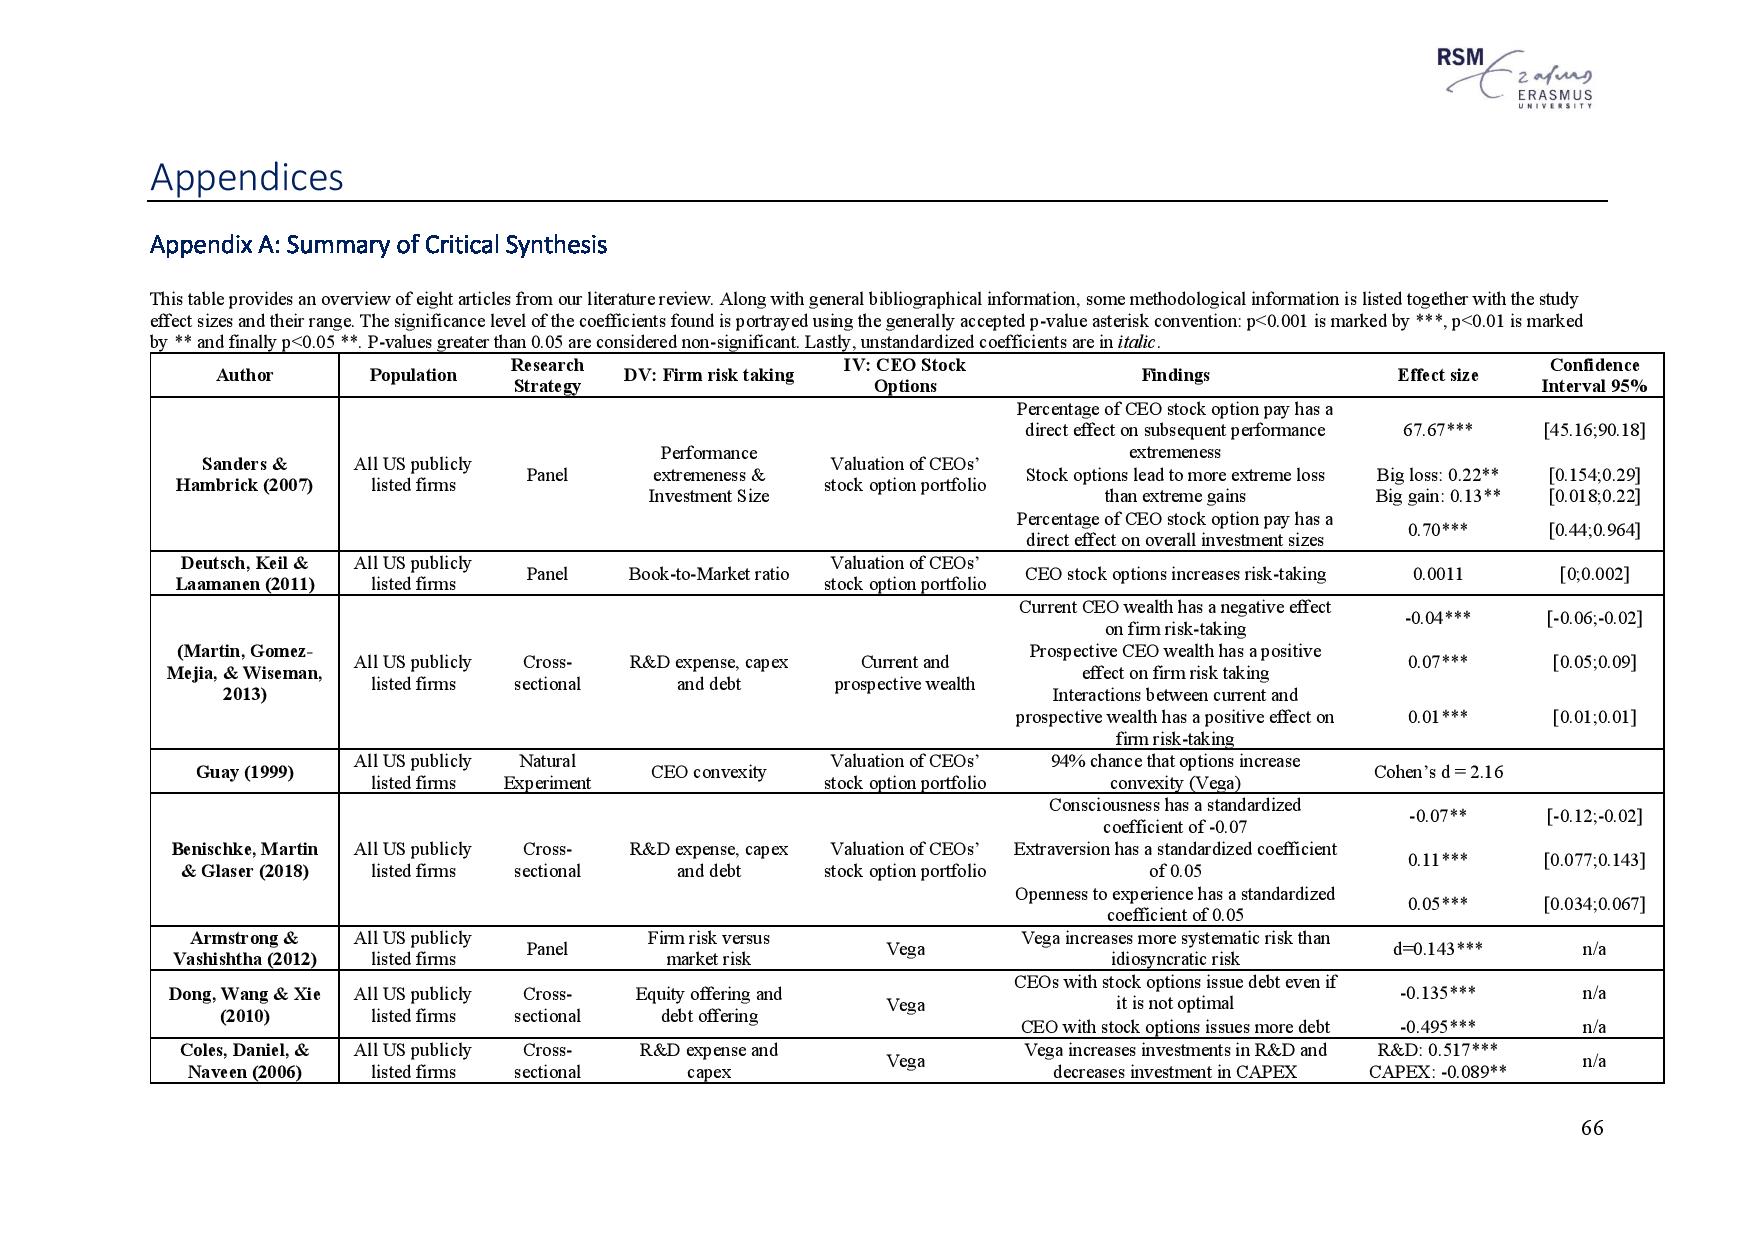 RSM
Erasmus
ERASMUS
UNIVERSITY
Appendices
Appendix A: Summary of Critical Synthesis
This table provides an overview of eight articles from our literature review. Along with general bibliographical information, some methodological information is listed together with the study
effect sizes and their range. The significance level of the coefficients found is portrayed using the generally accepted p-value asterisk convention: p<0.001 is marked by ***, p<0.01 is marked
by ** and finally p<0.05 **. P-values greater than 0.05 are considered non-significant. Lastly, unstandardized coefficients are in italic.
Author Population Research Strategy DV: Firm risk taking IV: CEO Stock Options Findings Effect size Confidence Interval 95%
Sanders & Hambrick (2007) All US publicly listed firms Panel Performance extremeness & Investment Size Valuation of CEOs’ stock option portfolio
Percentage of CEO stock option pay has a direct effect on subsequent performance extremeness 67.67*** [45.16;90.18]
Stock options lead to more extreme loss than extreme gains Big loss: 0.22** Big gain: 0.13** [0.154;0.29] [0.018;0.22]
Percentage of CEO stock option pay has a direct effect on overall investment sizes 0.70*** [0.44;0.964]
Deutsch, Keil & Laamanen (2011) All US publicly listed firms Panel Book-to-Market ratio Valuation of CEOs’ stock option portfolio CEO stock options increases risk-taking 0.0011 [0;0.002]
(Martin, Gomez-Mejia, & Wiseman, 2013) All US publicly listed firms Cross-sectional R&D expense, capex and debt Current and prospective wealth
Current CEO wealth has a negative effect on firm risk-taking -0.04*** [-0.06;-0.02]
Prospective CEO wealth has a positive effect on firm risk taking 0.07*** [0.05;0.09]
Interactions between current and prospective wealth has a positive effect on firm risk-taking 0.01*** [0.01;0.01]
Guay (1999) All US publicly listed firms Natural Experiment CEO convexity Valuation of CEOs’ stock option portfolio 94% chance that options increase convexity (Vega) Cohen’s d = 2.16
Benischke, Martin & Glaser (2018) All US publicly listed firms Cross-sectional R&D expense, capex and debt Valuation of CEOs’ stock option portfolio
Consciousness has a standardized coefficient of -0.07 -0.07** [-0.12;-0.02]
Extraversion has a standardized coefficient of 0.05 0.11*** [0.077;0.143]
Openness to experience has a standardized coefficient of 0.05 0.05*** [0.034;0.067]
Armstrong & Vashishtha (2012) All US publicly listed firms Panel Firm risk versus market risk Vega Vega increases more systematic risk than idiosyncratic risk d=0.143*** n/a
Dong, Wang & Xie (2010) All US publicly listed firms Cross-sectional Equity offering and debt offering Vega
CEOs with stock options issue debt even if it is not optimal -0.135*** n/a
CEO with stock options issues more debt -0.495*** n/a
Coles, Daniel, & Naveen (2006) All US publicly listed firms Cross-sectional R&D expense and capex Vega Vega increases investments in R&D and decreases investment in CAPEX R&D: 0.517*** CAPEX: -0.089** n/a
66